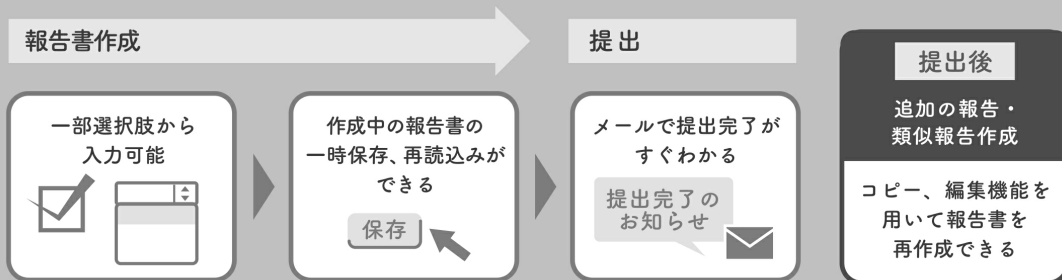 報告書作成
提出
一部選択肢から
入力可能
作成中の報告書の
一時保存、再読込みが
できる
保存
メールで提出完了が
すぐわかる
提出完了の
お知らせ
提出後
追加の報告・
類似報告作成
コピー、編集機能を
用いて報告書を
再作成できる